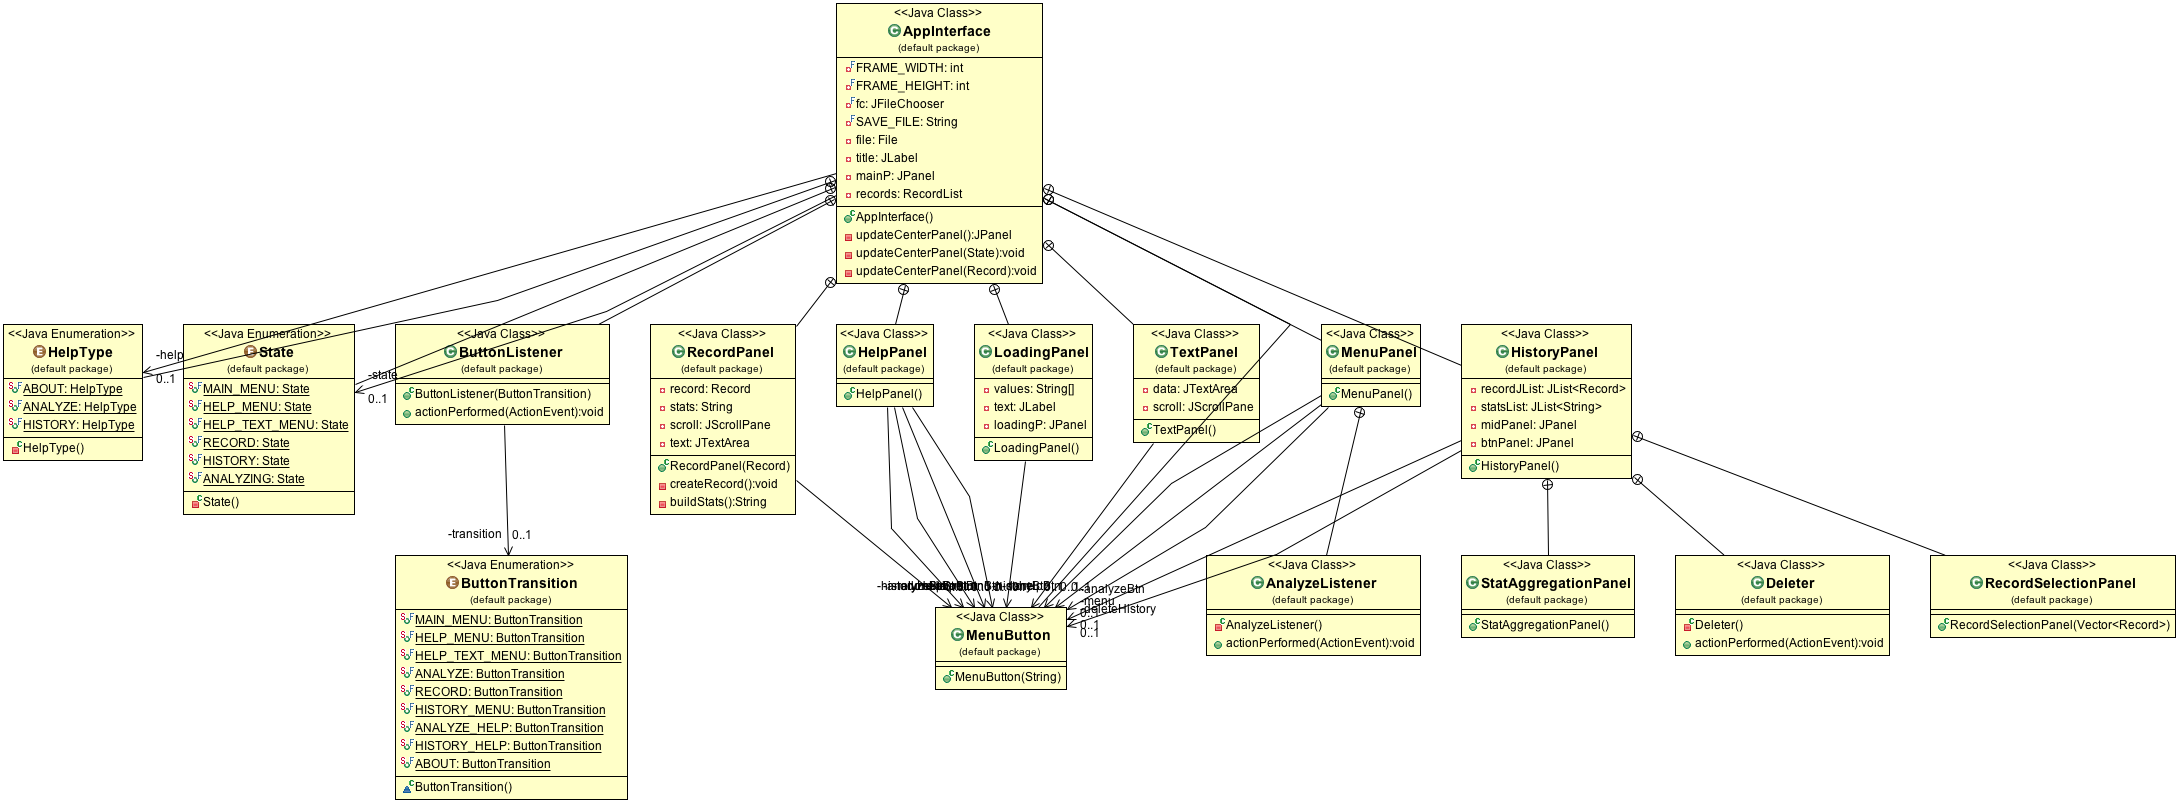 <<Java Class>>
AppInterface
(default package)
FRAME_WIDTH: int
FRAME_HEIGHT: int
fc: JFileChooser
SAVE_FILE: String
file: File
title: JLabel
mainP: JPanel
records: RecordList
AppInterface()
updateCenterPanel():JPanel
updateCenterPanel(State):void
updateCenterPanel(Record):void
<<Java Enumeration>>
HelpType
(default package)
ABOUT: HelpType
ANALYZE: HelpType
HISTORY: HelpType
HelpType()
-help
0..1
<<Java Enumeration>>
State
(default package)
MAIN_MENU: State
HELP_MENU: State
HELP_TEXT_MENU: State
RECORD: State
HISTORY: State
ANALYZING: State
State()
-state
0..1
<<Java Class>>
ButtonListener
(default package)
ButtonListener(ButtonTransition)
actionPerformed(ActionEvent):void
<<Java Class>>
RecordPanel
(default package)
record: Record
stats: String
scroll: JScrollPane
text: JTextArea
RecordPanel(Record)
createRecord():void
buildStats():String
<<Java Class>>
HelpPanel
(default package)
HelpPanel()
<<Java Class>>
LoadingPanel
(default package)
values: String[]
text: JLabel
loadingP: JPanel
LoadingPanel()
<<Java Class>>
TextPanel
(default package)
data: JTextArea
scroll: JScrollPane
TextPanel()
<<Java Class>>
MenuPanel
(default package)
MenuPanel()
<<Java Class>>
HistoryPanel
(default package)
recordJList: JList<Record>
statsList: JList<String>
midPanel: JPanel
btnPanel: JPanel
HistoryPanel()
-transition
0..1
<<Java Enumeration>>
ButtonTransition
(default package)
MAIN_MENU: ButtonTransition
HELP_MENU: ButtonTransition
HELP_TEXT_MENU: ButtonTransition
ANALYZE: ButtonTransition
RECORD: ButtonTransition
HISTORY_MENU: ButtonTransition
ANALYZE_HELP: ButtonTransition
HISTORY_HELP: ButtonTransition
ABOUT: ButtonTransition
ButtonTransition()
-analyzeBtn
-menu
-deleteHistory
0..1
0..1
<<Java Class>>
MenuButton
(default package)
MenuButton(String)
<<Java Class>>
AnalyzeListener
(default package)
AnalyzeListener()
actionPerformed(ActionEvent):void
<<Java Class>>
StatAggregationPanel
(default package)
StatAggregationPanel()
<<Java Class>>
Deleter
(default package)
Deleter()
actionPerformed(ActionEvent):void
<<Java Class>>
RecordSelectionPanel
(default package)
RecordSelectionPanel(Vector<Record>)